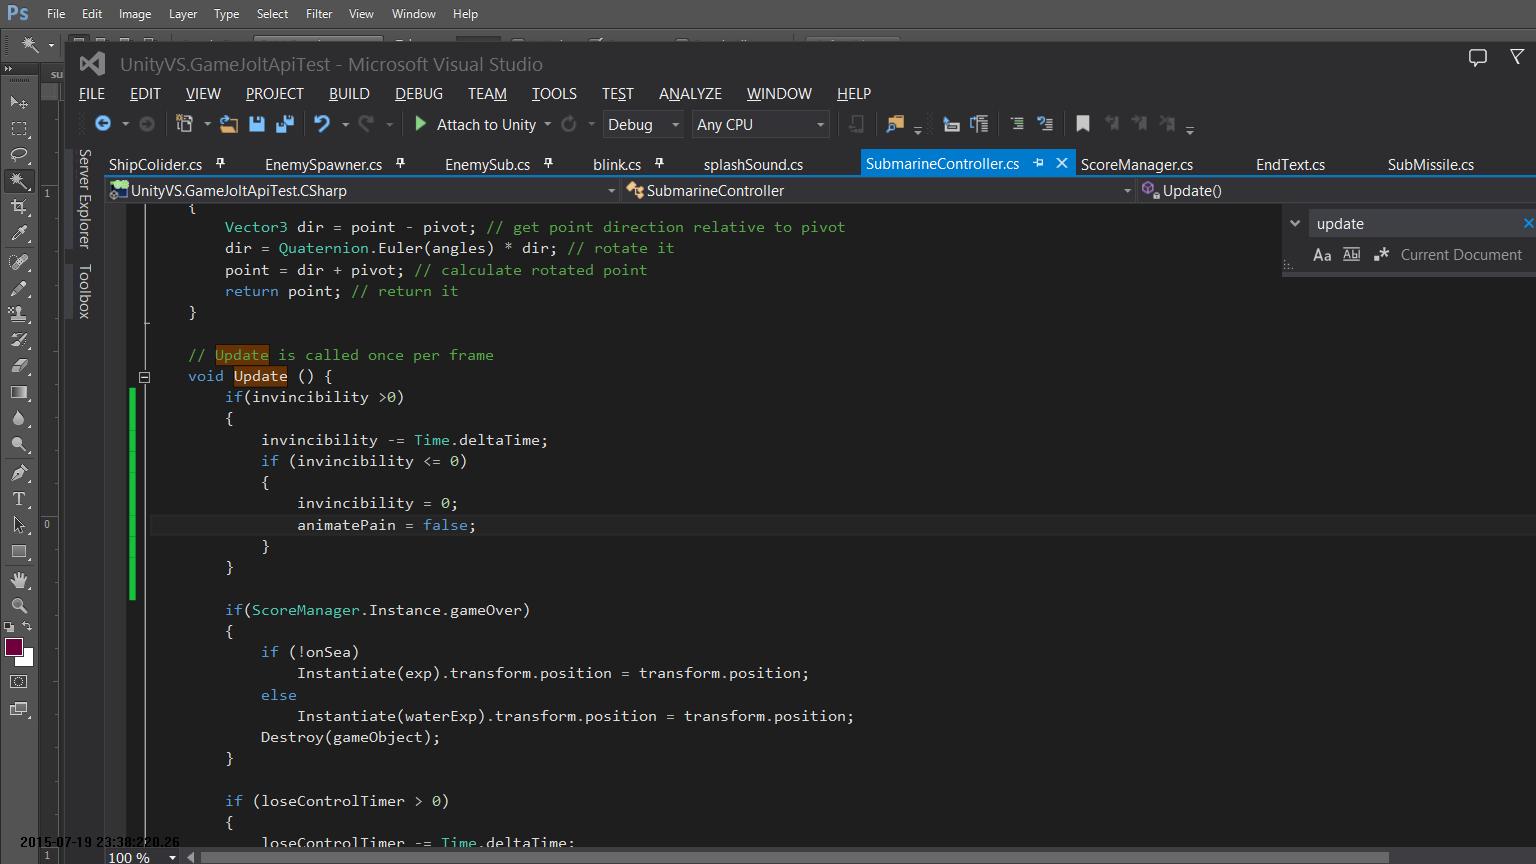 Ps File Edit Image Layer Type Select Filter View Window Help
su
UnityVS.GameJoltApiTest - Microsoft Visual Studio
FILE EDIT VIEW PROJECT BUILD DEBUG TEAM TOOLS TEST ANALYZE WINDOW HELP
Attach to Unity Debug Any CPU
ShipColider.cs EnemySpawner.cs EnemySub.cs blink.cs splashSound.cs SubmarineController.cs ScoreManager.cs EndText.cs SubMissile.cs
UnityVS.GameJoltApiTest.CSharp SubmarineController Update()
Server Explorer
Toolbox
update
Aa Abl .* Current Document
{
Vector3 dir = point - pivot; // get point direction relative to pivot
dir = Quaternion.Euler(angles) * dir; // rotate it
point = dir + pivot; // calculate rotated point
return point; // return it
}
// Update is called once per frame
void Update () {
if(invincibility >0)
{
invincibility -= Time.deltaTime;
if (invincibility <= 0)
{
invincibility = 0;
animatePain = false;
}
}
if(ScoreManager.Instance.gameOver)
{
if (!onSea)
Instantiate(exp).transform.position = transform.position;
else
Instantiate(waterExp).transform.position = transform.position;
Destroy(gameObject);
}
if (loseControlTimer > 0)
{
loseControlTimer -= Time.deltaTime;
1
0
1
2015-07-19 23:38:220.26
100 %